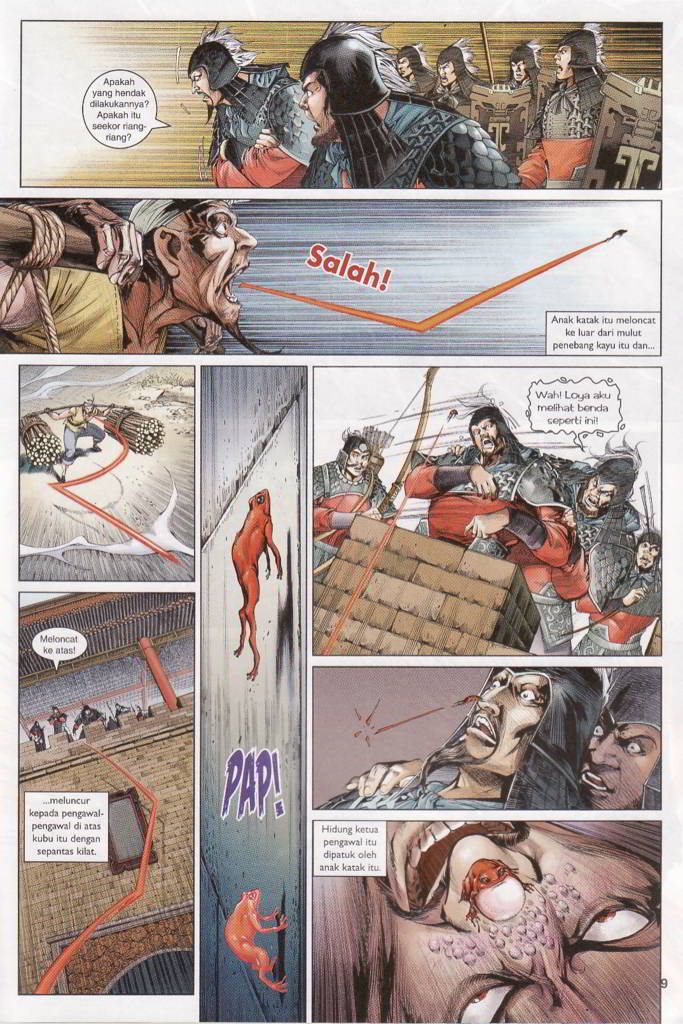 Apakah
yang hendak
dilakukannya?
Apakah itu
seekor riang-
riang?
Salah!
Anak katak itu meloncat
ke luar dari mulut
penebang kayu itu dan...
Wah! Loya aku
melihat benda
seperti ini!
Meloncat
ke atas!
...meluncur
kepada pengawal-
pengawal di atas
kubu itu dengan
sepantas kilat.
PAP!
Hidung ketua
pengawal itu
dipatuk oleh
anak katak itu.
9